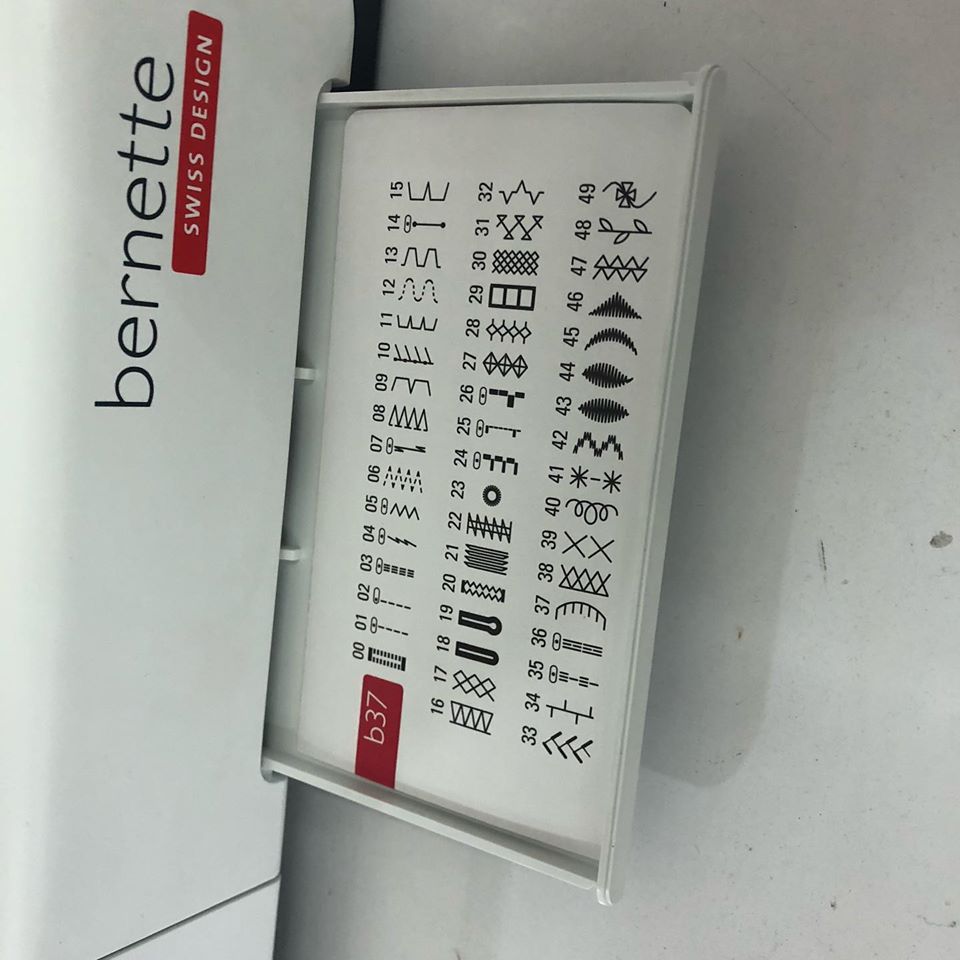 bernette
SWISS DESIGN
b37
00 01 02 03 04 05 06 07 08 09 10 11 12 13 14 15
16 17 18 19 20 21 22 23 24 25 26 27 28 29 30 31 32
33 34 35 36 37 38 39 40 41 42 43 44 45 46 47 48 49